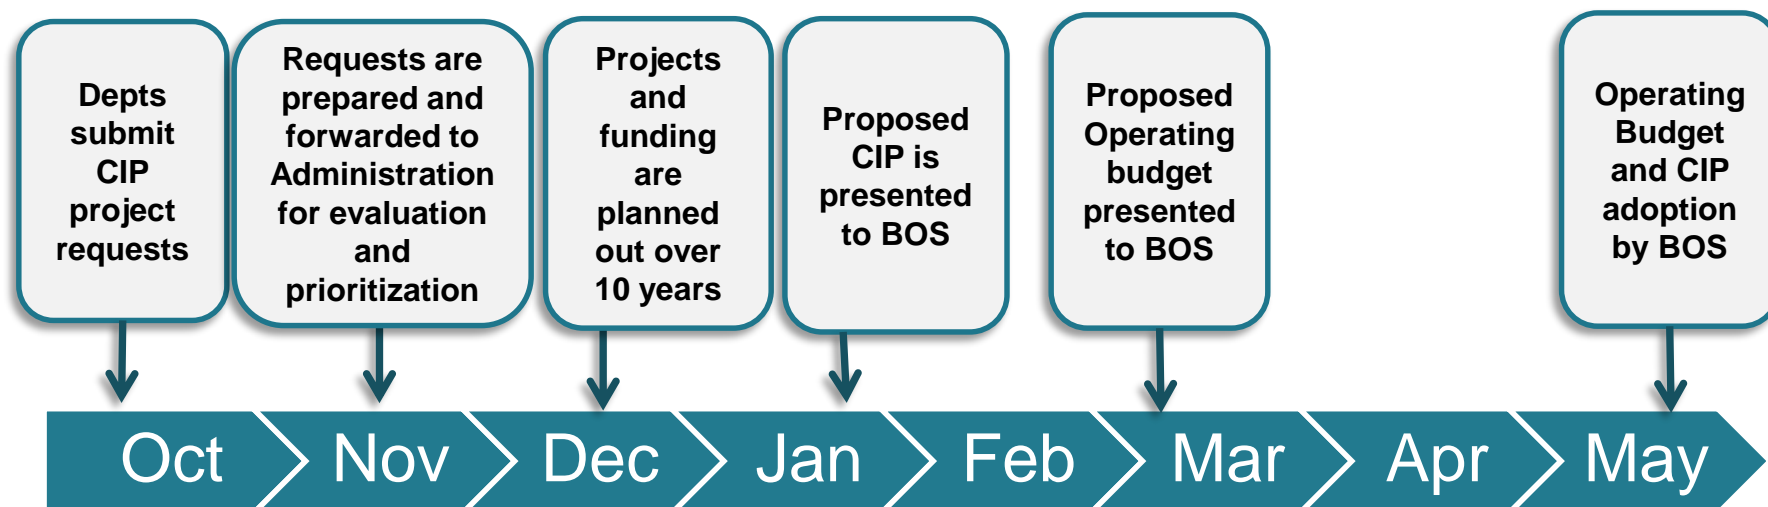 Depts
submit
CIP
project
requests
Requests are
prepared and
forwarded to
Administration
for evaluation
and
prioritization
Projects
and
funding
are
planned
out over
10 years
Proposed
CIP is
presented
to BOS
Proposed
Operating
budget
presented
to BOS
Operating
Budget
and CIP
adoption
by BOS
Oct
Nov
Dec
Jan
Feb
Mar
Apr
May